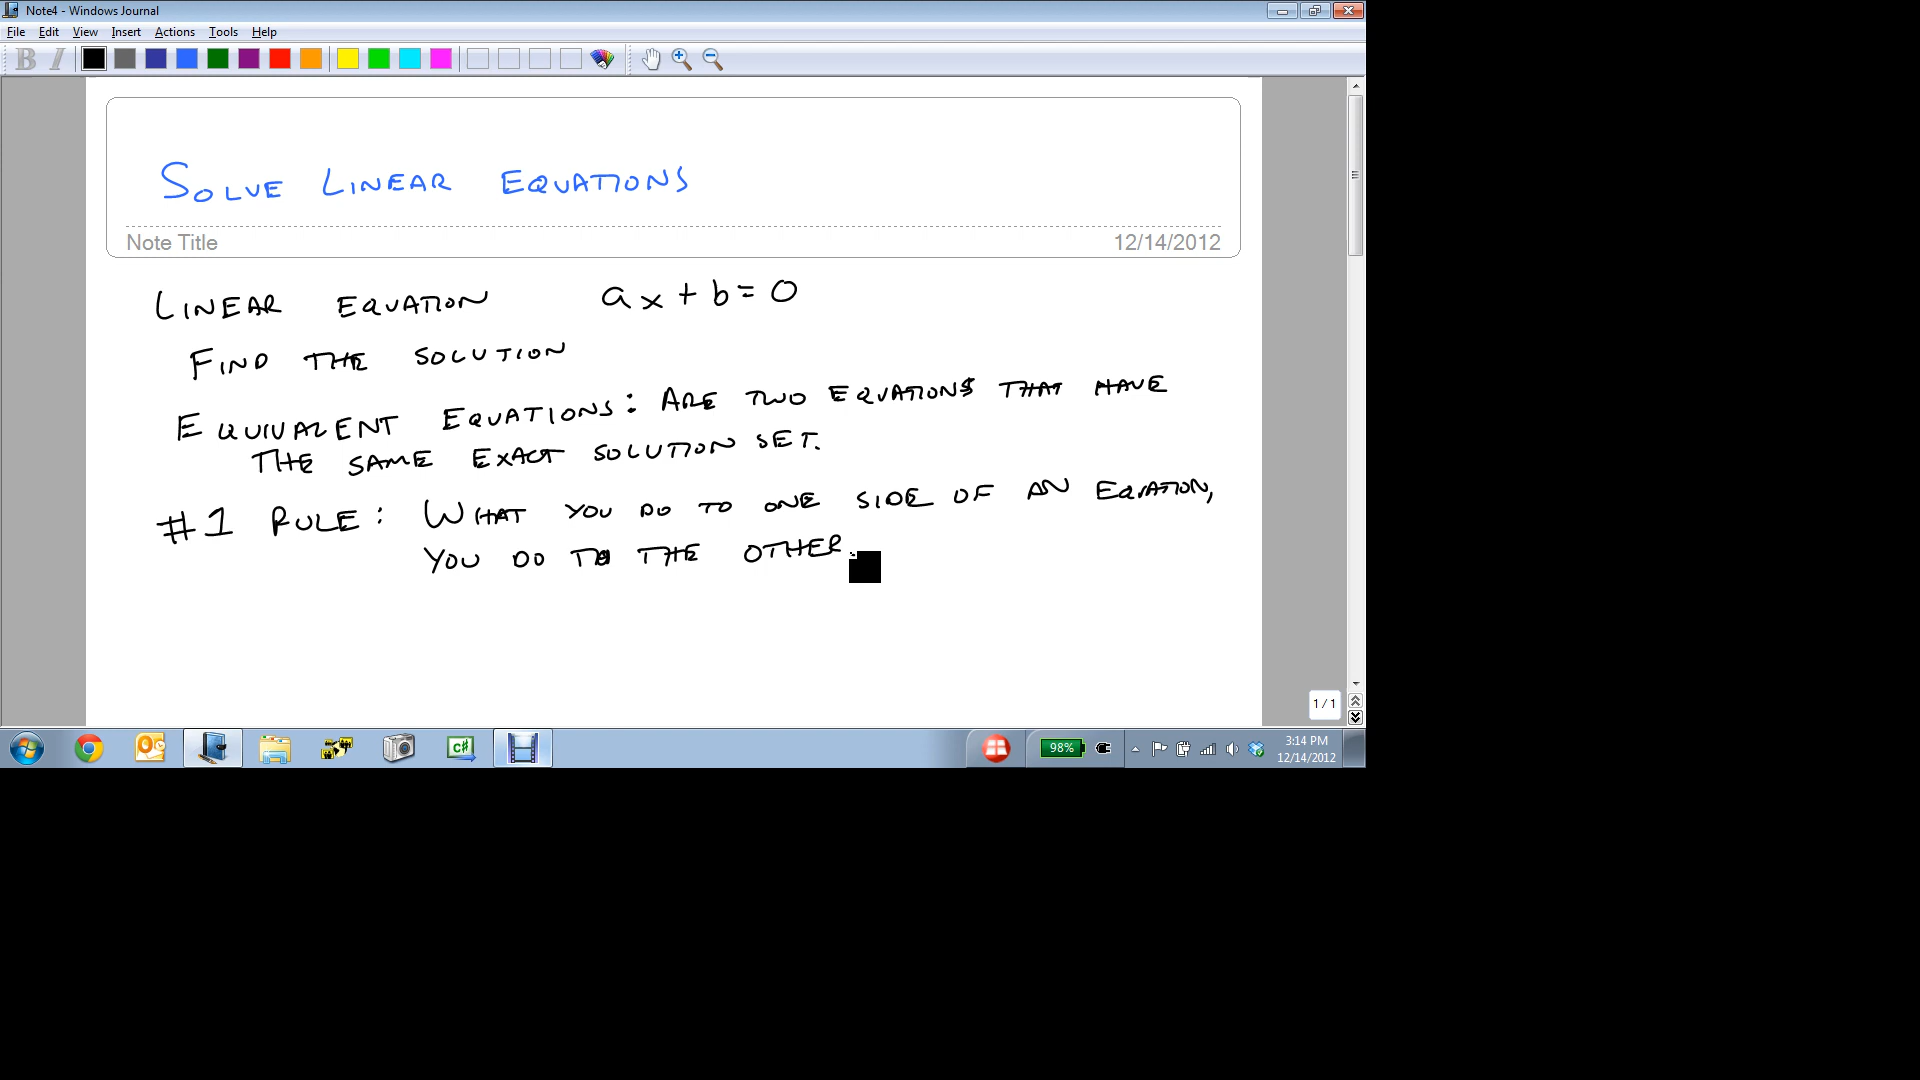 Note4 - Windows Journal
File Edit View Insert Actions Tools Help
B I
SOLVE LINEAR EQUATIONS
Note Title 12/14/2012
LINEAR EQUATION ax+b=0
FIND THE SOLUTION
EQUIVALENT EQUATIONS: ARE TWO EQUATIONS THAT HAVE
THE SAME EXACT SOLUTION SET.
#1 RULE: WHAT YOU DO TO ONE SIDE OF AN EQUATION,
YOU DO TO THE OTHER.
1 / 1
C#
98%
3:14 PM
12/14/2012